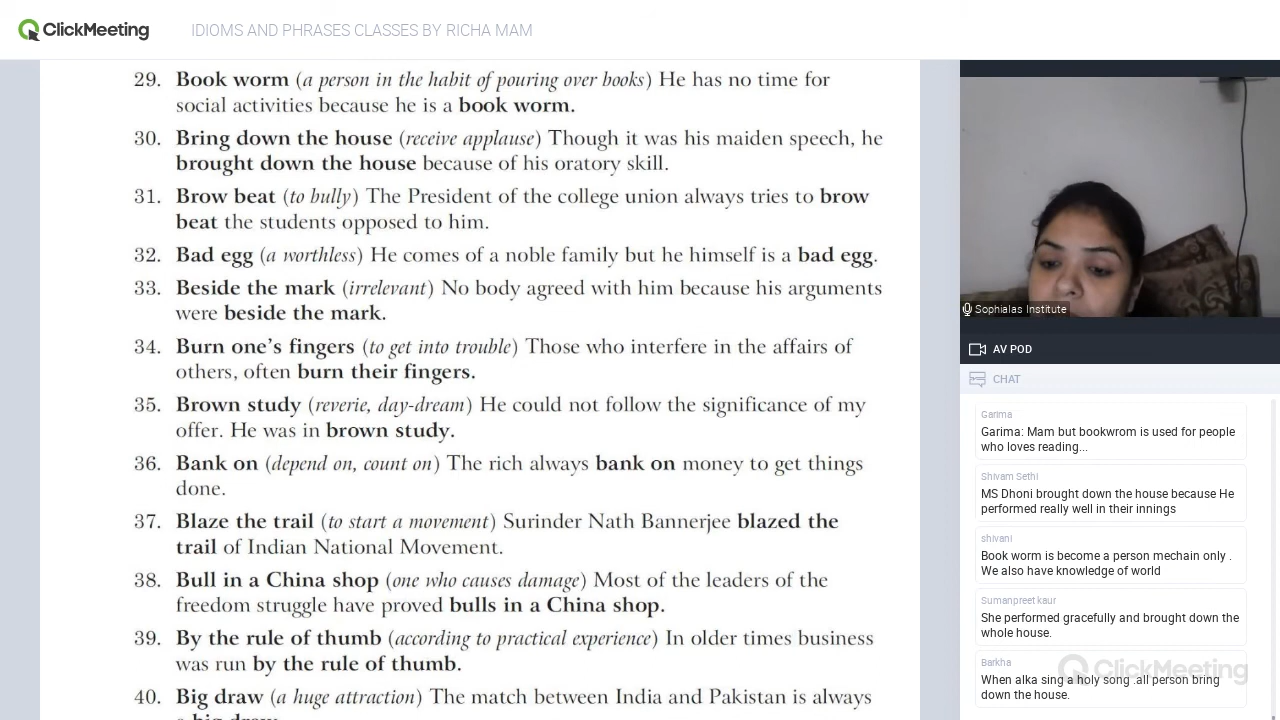 ClickMeeting
IDIOMS AND PHRASES CLASSES BY RICHA MAM
29. Book worm (a person in the habit of pouring over books) He has no time for
social activities because he is a book worm.
30. Bring down the house (receive applause) Though it was his maiden speech, he
brought down the house because of his oratory skill.
31. Brow beat (to bully) The President of the college union always tries to brow
beat the students opposed to him.
32. Bad egg (a worthless) He comes of a noble family but he himself is a bad egg.
33. Beside the mark (irrelevant) No body agreed with him because his arguments
were beside the mark.
34. Burn one's fingers (to get into trouble) Those who interfere in the affairs of
others, often burn their fingers.
35. Brown study (reverie, day-dream) He could not follow the significance of my
offer. He was in brown study.
36. Bank on (depend on, count on) The rich always bank on money to get things
done.
37. Blaze the trail (to start a movement) Surinder Nath Bannerjee blazed the
trail of Indian National Movement.
38. Bull in a China shop (one who causes damage) Most of the leaders of the
freedom struggle have proved bulls in a China shop.
39. By the rule of thumb (according to practical experience) In older times business
was run by the rule of thumb.
40. Big draw (a huge attraction) The match between India and Pakistan is always
a big draw.
Sophialas Institute
AV POD
CHAT
Garima
Garima: Mam but bookwrom is used for people
who loves reading...
Shivam Sethi
MS Dhoni brought down the house because He
performed really well in their innings
shivani
Book worm is become a person mechain only .
We also have knowledge of world
Sumanpreet kaur
She performed gracefully and brought down the
whole house.
Barkha
When alka sing a holy song .all person bring
down the house.
ClickMeeting